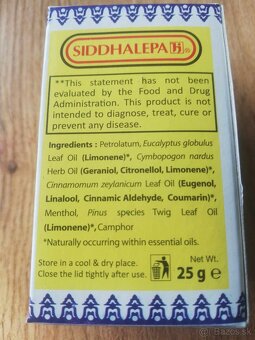 SIDDHALEPA ®
**This statement has not been
evaluated by the Food and Drug
Administration. This product is not
intended to diagnose, treat, cure or
prevent any disease.
Ingredients : Petrolatum, Eucalyptus globulus
Leaf Oil (Limonene)*, Cymbopogon nardus
Herb Oil (Geraniol, Citronellol, Limonene)*,
Cinnamomum zeylanicum Leaf Oil (Eugenol,
Linalool, Cinnamic Aldehyde, Coumarin)*,
Menthol, Pinus species Twig Leaf Oil
(Limonene)*, Camphor
*Naturally occurring within essential oils.
Store in a cool & dry place.
Close the lid tightly after use.
Net Wt.
25 g ℮